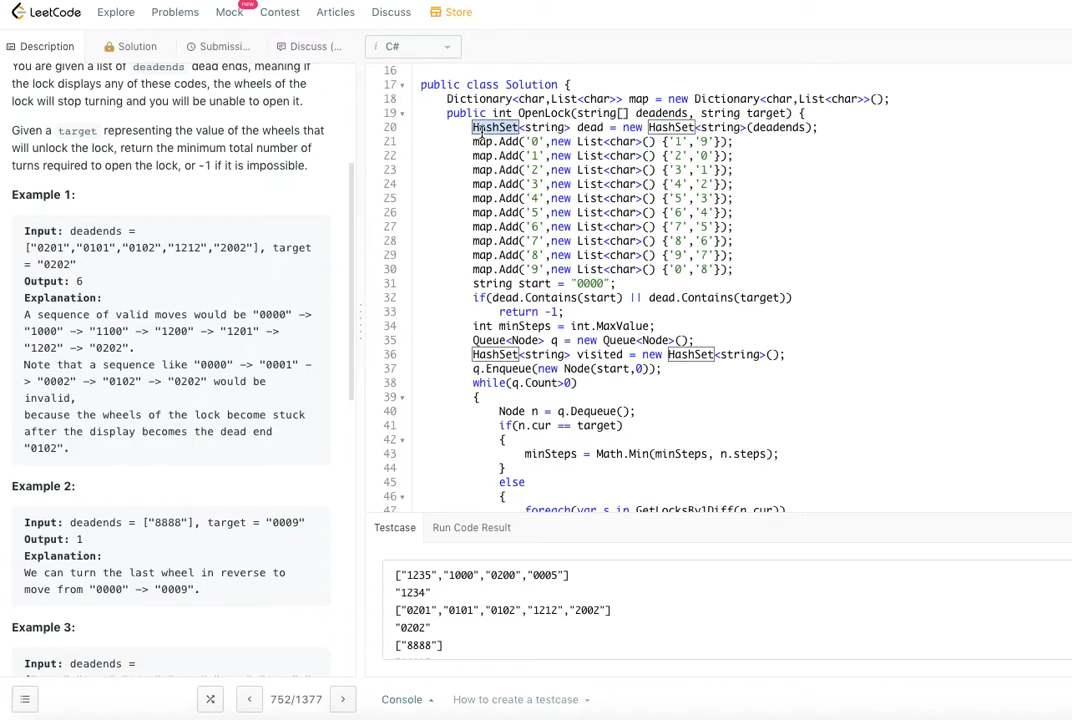 LeetCode Explore Problems Mock new Contest Articles Discuss Store
Description Solution Submissi... Discuss (...
i C#
You are given a list of deadends dead ends, meaning if
the lock displays any of these codes, the wheels of the
lock will stop turning and you will be unable to open it.
Given a target representing the value of the wheels that
will unlock the lock, return the minimum total number of
turns required to open the lock, or -1 if it is impossible.
Example 1:
Input: deadends =
["0201","0101","0102","1212","2002"], target
= "0202"
Output: 6
Explanation:
A sequence of valid moves would be "0000" ->
"1000" -> "1100" -> "1200" -> "1201" ->
"1202" -> "0202".
Note that a sequence like "0000" -> "0001" -
> "0002" -> "0102" -> "0202" would be
invalid,
because the wheels of the lock become stuck
after the display becomes the dead end
"0102".
Example 2:
Input: deadends = ["8888"], target = "0009"
Output: 1
Explanation:
We can turn the last wheel in reverse to
move from "0000" -> "0009".
Example 3:
Input: deadends =
16
17 public class Solution {
18 Dictionary<char,List<char>> map = new Dictionary<char,List<char>>();
19 public int OpenLock(string[] deadends, string target) {
20 HashSet<string> dead = new HashSet<string>(deadends);
21 map.Add('0',new List<char>() {'1','9'});
22 map.Add('1',new List<char>() {'2','0'});
23 map.Add('2',new List<char>() {'3','1'});
24 map.Add('3',new List<char>() {'4','2'});
25 map.Add('4',new List<char>() {'5','3'});
26 map.Add('5',new List<char>() {'6','4'});
27 map.Add('6',new List<char>() {'7','5'});
28 map.Add('7',new List<char>() {'8','6'});
29 map.Add('8',new List<char>() {'9','7'});
30 map.Add('9',new List<char>() {'0','8'});
31 string start = "0000";
32 if(dead.Contains(start) || dead.Contains(target))
33 return -1;
34 int minSteps = int.MaxValue;
35 Queue<Node> q = new Queue<Node>();
36 HashSet<string> visited = new HashSet<string>();
37 q.Enqueue(new Node(start,0));
38 while(q.Count>0)
39 {
40 Node n = q.Dequeue();
41 if(n.cur == target)
42 {
43 minSteps = Math.Min(minSteps, n.steps);
44 }
45 else
46 {
47 foreach(var s in GetLocksBy1Diff(n.cur))
Testcase Run Code Result
["1235","1000","0200","0005"]
"1234"
["0201","0101","0102","1212","2002"]
"0202"
["8888"]
752/1377
Console How to create a testcase